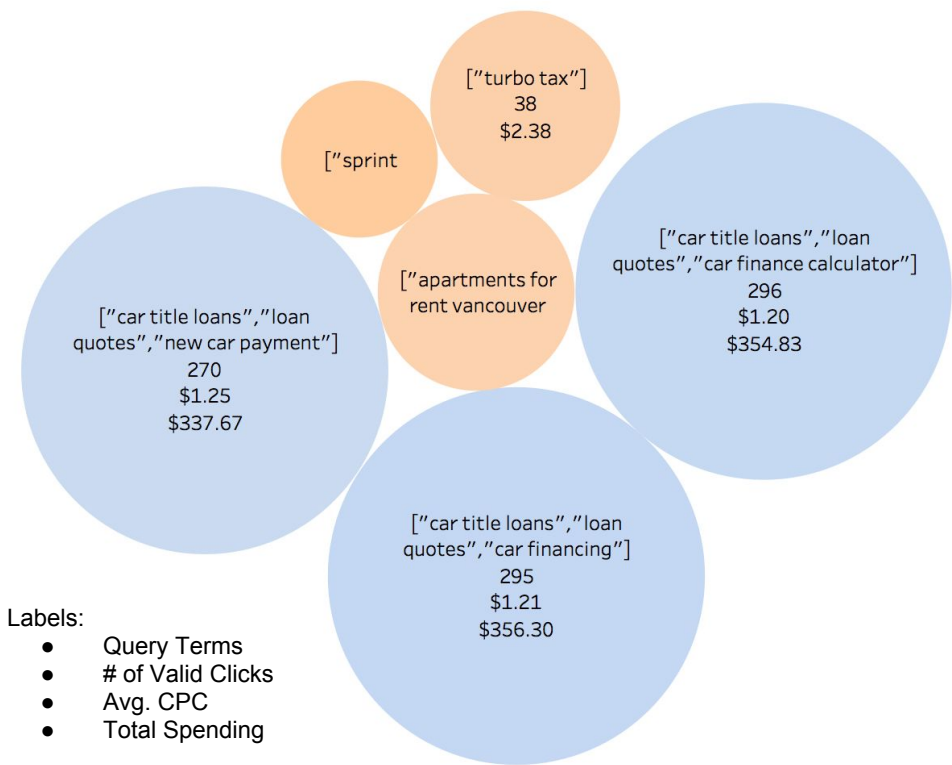 ["turbo tax"]
38
$2.38
["sprint
["apartments for
rent vancouver
["car title loans","loan
quotes","car finance calculator"]
296
$1.20
$354.83
["car title loans","loan
quotes","new car payment"]
270
$1.25
$337.67
["car title loans","loan
quotes","car financing"]
295
$1.21
$356.30
Labels:
● Query Terms
● # of Valid Clicks
● Avg. CPC
● Total Spending